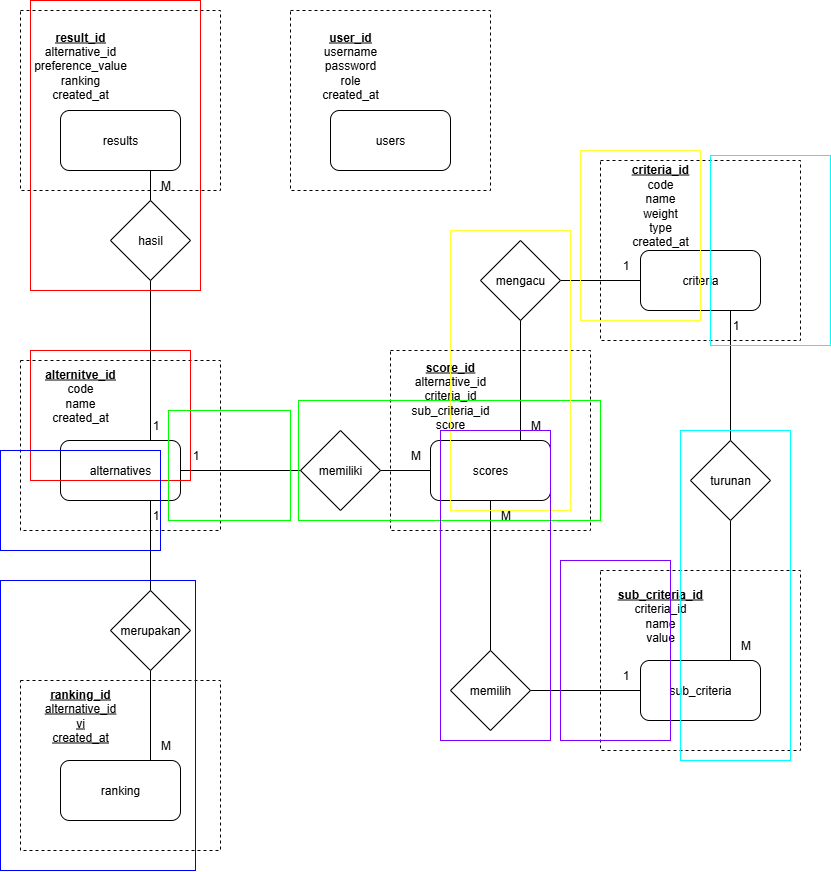 result_id
alternative_id
preference_value
ranking
created_at
results
M
hasil
user_id
username
password
role
created_at
users
criteria_id
code
name
weight
type
created_at
criteria
1
1
mengacu
M
alternitve_id
code
name
created_at
1
alternatives
1
1
memiliki
M
score_id
alternative_id
criteria_id
sub_criteria_id
score
scores
M
turunan
M
merupakan
M
ranking_id
alternative_id
vi
created_at
ranking
memilih
1
sub_criteria_id
criteria_id
name
value
sub_criteria